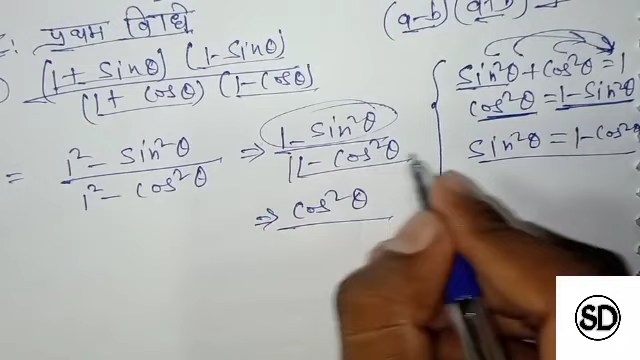 प्रथम विधि
(a-b)(a+b)
(1+ sinθ) (1-sinθ)
(1+ cosθ) (1-cosθ)
sin²θ + cos²θ = 1
cos²θ = 1-sin²θ
sin²θ = 1-cos²θ
= 1² - sin²θ
1² - cos²θ
⇒ 1- sin²θ
1- cos²θ
⇒ cos²θ
SD